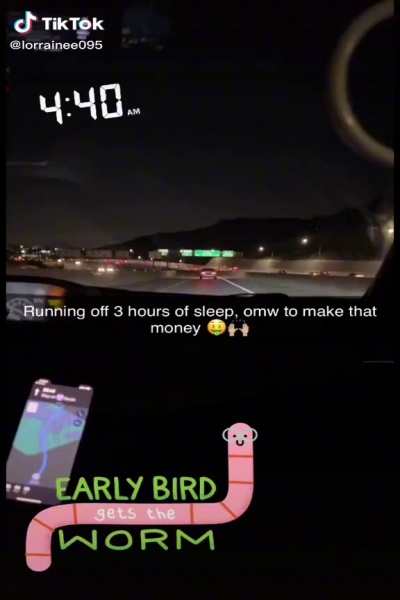 TikTok
@lorrainee095
4:40 AM
Running off 3 hours of sleep, omw to make that
money 🤑🙌🏼
EARLY BIRD
gets the
WORM